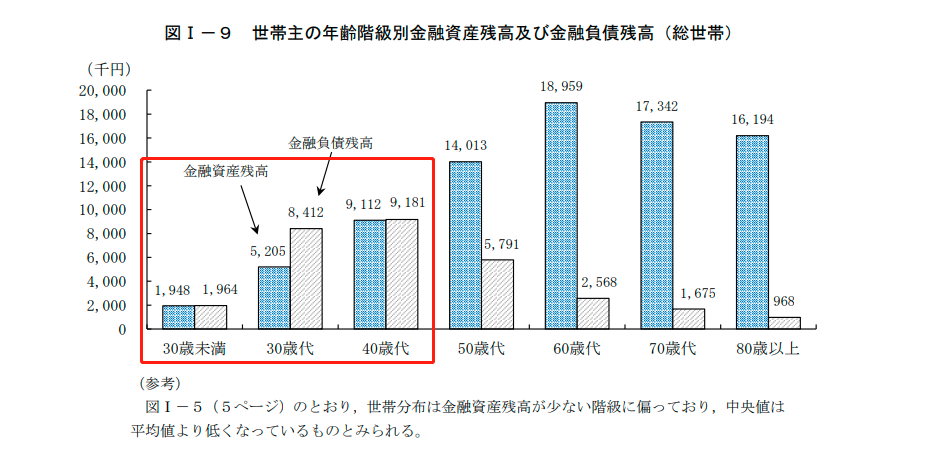 図Ⅰ－９　世帯主の年齢階級別金融資産残高及び金融負債残高（総世帯）
（千円）
20,000
18,000
16,000
14,000
12,000
10,000
8,000
6,000
4,000
2,000
0
金融資産残高
金融負債残高
1,948
1,964
5,205
8,412
9,112
9,181
14,013
5,791
18,959
2,568
17,342
1,675
16,194
968
30歳未満
30歳代
40歳代
50歳代
60歳代
70歳代
80歳以上
（参考）
図Ⅰ－５（５ページ）のとおり，世帯分布は金融資産残高が少ない階級に偏っており，中央値は
平均値より低くなっているものとみられる。